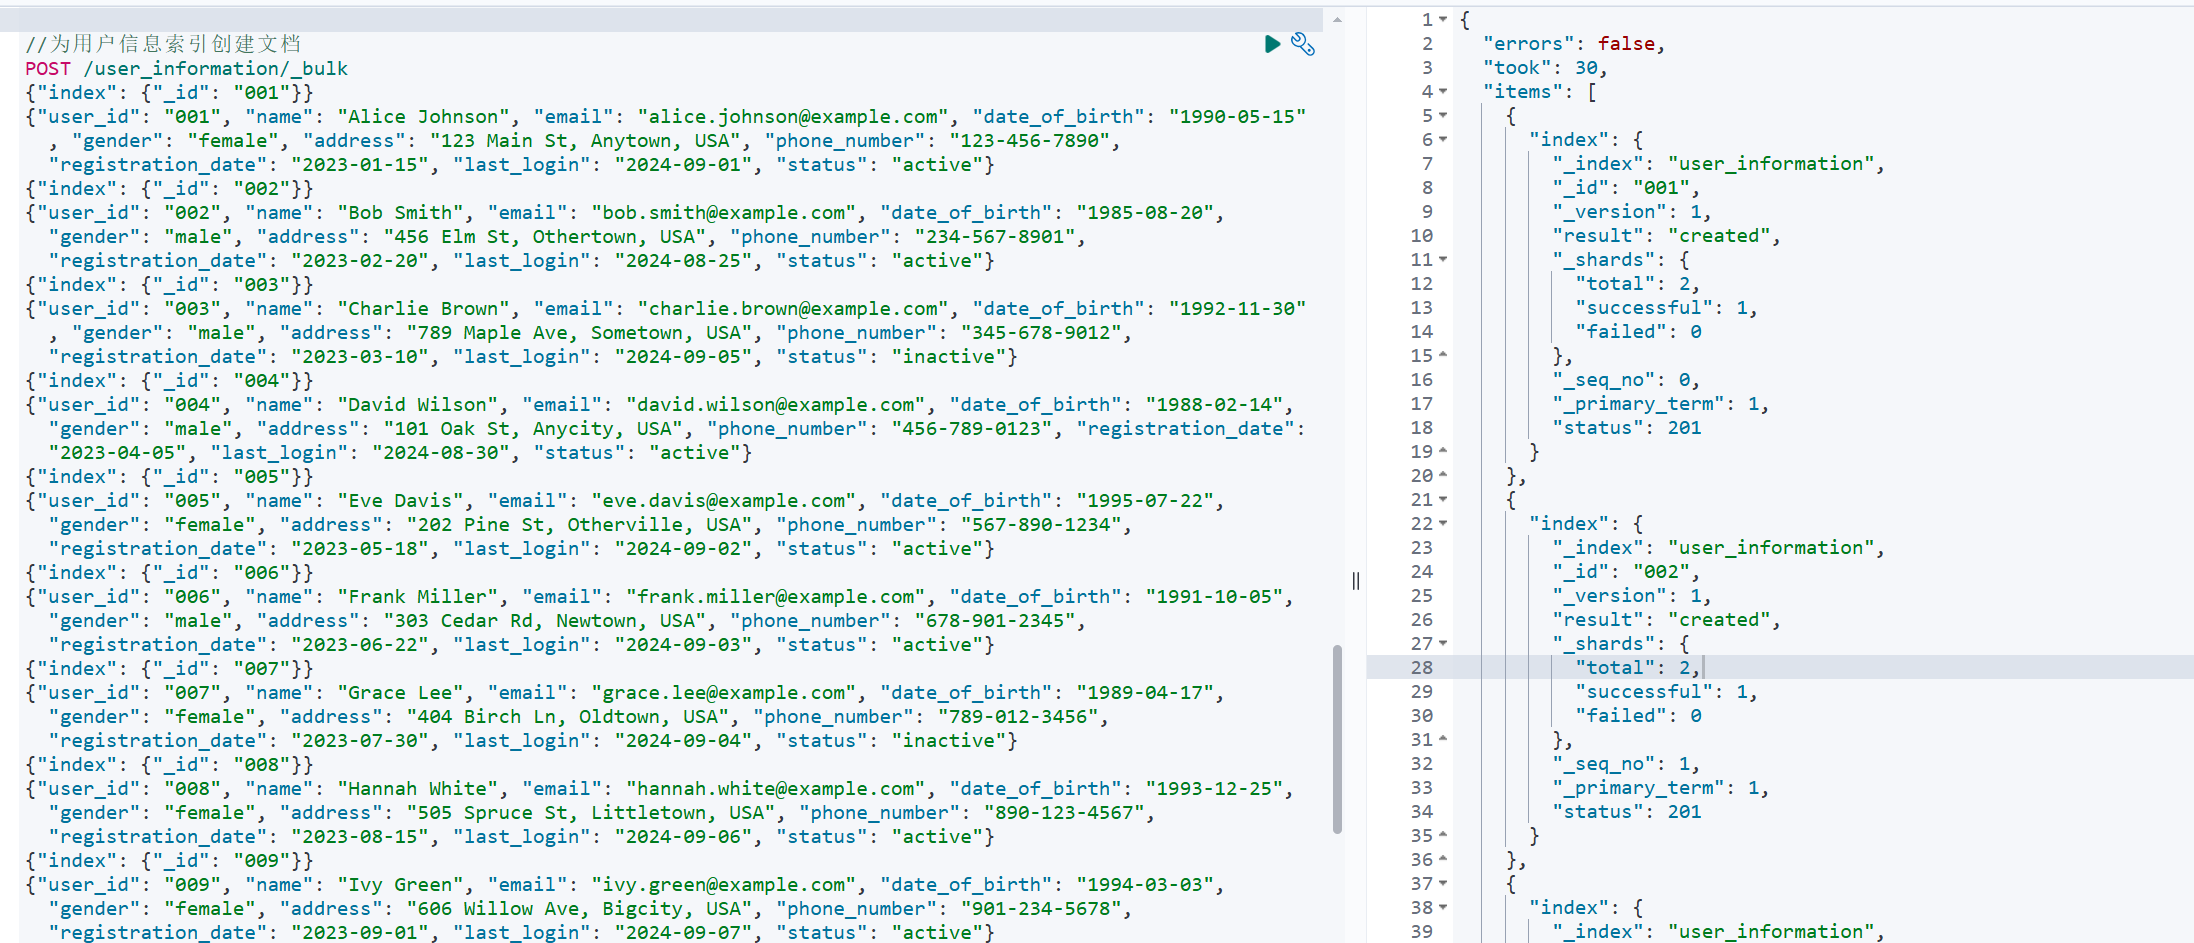 //为用户信息索引创建文档
POST /user_information/_bulk
{"index": {"_id": "001"}}
{"user_id": "001", "name": "Alice Johnson", "email": "alice.johnson@example.com", "date_of_birth": "1990-05-15"
, "gender": "female", "address": "123 Main St, Anytown, USA", "phone_number": "123-456-7890",
"registration_date": "2023-01-15", "last_login": "2024-09-01", "status": "active"}
{"index": {"_id": "002"}}
{"user_id": "002", "name": "Bob Smith", "email": "bob.smith@example.com", "date_of_birth": "1985-08-20",
"gender": "male", "address": "456 Elm St, Othertown, USA", "phone_number": "234-567-8901",
"registration_date": "2023-02-20", "last_login": "2024-08-25", "status": "active"}
{"index": {"_id": "003"}}
{"user_id": "003", "name": "Charlie Brown", "email": "charlie.brown@example.com", "date_of_birth": "1992-11-30"
, "gender": "male", "address": "789 Maple Ave, Sometown, USA", "phone_number": "345-678-9012",
"registration_date": "2023-03-10", "last_login": "2024-09-05", "status": "inactive"}
{"index": {"_id": "004"}}
{"user_id": "004", "name": "David Wilson", "email": "david.wilson@example.com", "date_of_birth": "1988-02-14",
"gender": "male", "address": "101 Oak St, Anycity, USA", "phone_number": "456-789-0123", "registration_date":
"2023-04-05", "last_login": "2024-08-30", "status": "active"}
{"index": {"_id": "005"}}
{"user_id": "005", "name": "Eve Davis", "email": "eve.davis@example.com", "date_of_birth": "1995-07-22",
"gender": "female", "address": "202 Pine St, Otherville, USA", "phone_number": "567-890-1234",
"registration_date": "2023-05-18", "last_login": "2024-09-02", "status": "active"}
{"index": {"_id": "006"}}
{"user_id": "006", "name": "Frank Miller", "email": "frank.miller@example.com", "date_of_birth": "1991-10-05",
"gender": "male", "address": "303 Cedar Rd, Newtown, USA", "phone_number": "678-901-2345",
"registration_date": "2023-06-22", "last_login": "2024-09-03", "status": "active"}
{"index": {"_id": "007"}}
{"user_id": "007", "name": "Grace Lee", "email": "grace.lee@example.com", "date_of_birth": "1989-04-17",
"gender": "female", "address": "404 Birch Ln, Oldtown, USA", "phone_number": "789-012-3456",
"registration_date": "2023-07-30", "last_login": "2024-09-04", "status": "inactive"}
{"index": {"_id": "008"}}
{"user_id": "008", "name": "Hannah White", "email": "hannah.white@example.com", "date_of_birth": "1993-12-25",
"gender": "female", "address": "505 Spruce St, Littletown, USA", "phone_number": "890-123-4567",
"registration_date": "2023-08-15", "last_login": "2024-09-06", "status": "active"}
{"index": {"_id": "009"}}
{"user_id": "009", "name": "Ivy Green", "email": "ivy.green@example.com", "date_of_birth": "1994-03-03",
"gender": "female", "address": "606 Willow Ave, Bigcity, USA", "phone_number": "901-234-5678",
"registration_date": "2023-09-01", "last_login": "2024-09-07", "status": "active"}
1 {
2 "errors": false,
3 "took": 30,
4 "items": [
5 {
6 "index": {
7 "_index": "user_information",
8 "_id": "001",
9 "_version": 1,
10 "result": "created",
11 "_shards": {
12 "total": 2,
13 "successful": 1,
14 "failed": 0
15 },
16 "_seq_no": 0,
17 "_primary_term": 1,
18 "status": 201
19 }
20 },
21 {
22 "index": {
23 "_index": "user_information",
24 "_id": "002",
25 "_version": 1,
26 "result": "created",
27 "_shards": {
28 "total": 2,
29 "successful": 1,
30 "failed": 0
31 },
32 "_seq_no": 1,
33 "_primary_term": 1,
34 "status": 201
35 }
36 },
37 {
38 "index": {
39 "_index": "user_information",